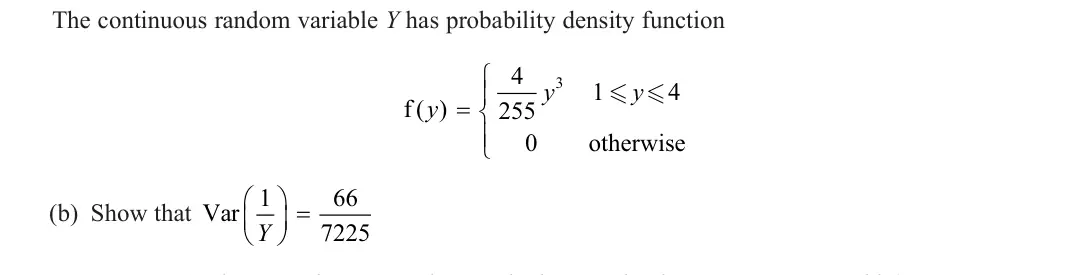 The continuous random variable Y has probability density function
f(y) = { 4/255 y³ 1 ⩽ y ⩽ 4
0 otherwise
(b) Show that Var(1/Y) = 66/7225